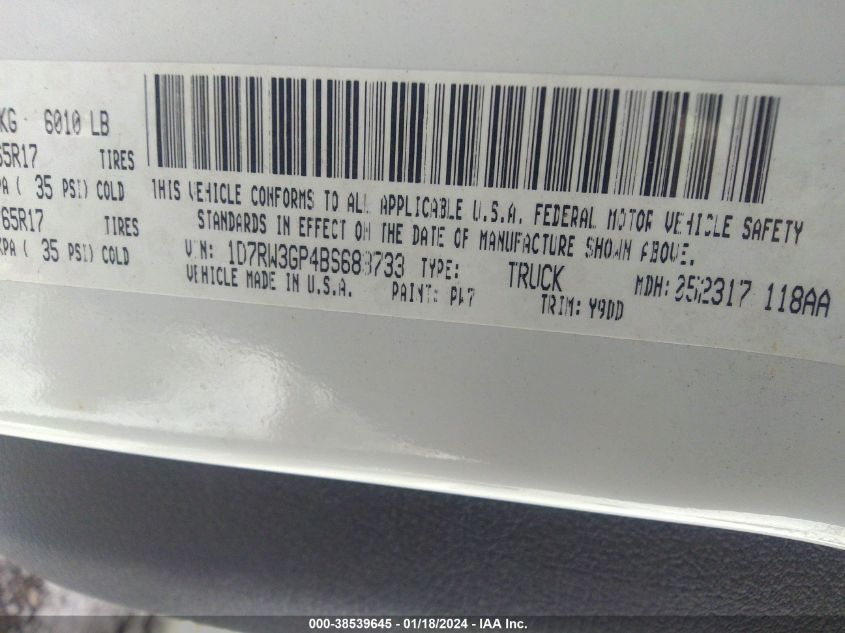 KG 6010 LB
65R17 TIRES
PA ( 35 PSI) COLD
65R17 TIRES
KPA ( 35 PSI) COLD
THIS VEHICLE CONFORMS TO ALL APPLICABLE U.S.A. FEDERAL MOTOR VEHICLE SAFETY
STANDARDS IN EFFECT ON THE DATE OF MANUFACTURE SHOWN ABOVE.
VIN: 1D7RW3GP4BS683733 TYPE: TRUCK MDH: 052317 118AA
VEHICLE MADE IN U.S.A. PAINT: PW7 TRIM: Y9DD
000-38539645 - 01/18/2024 - IAA Inc.